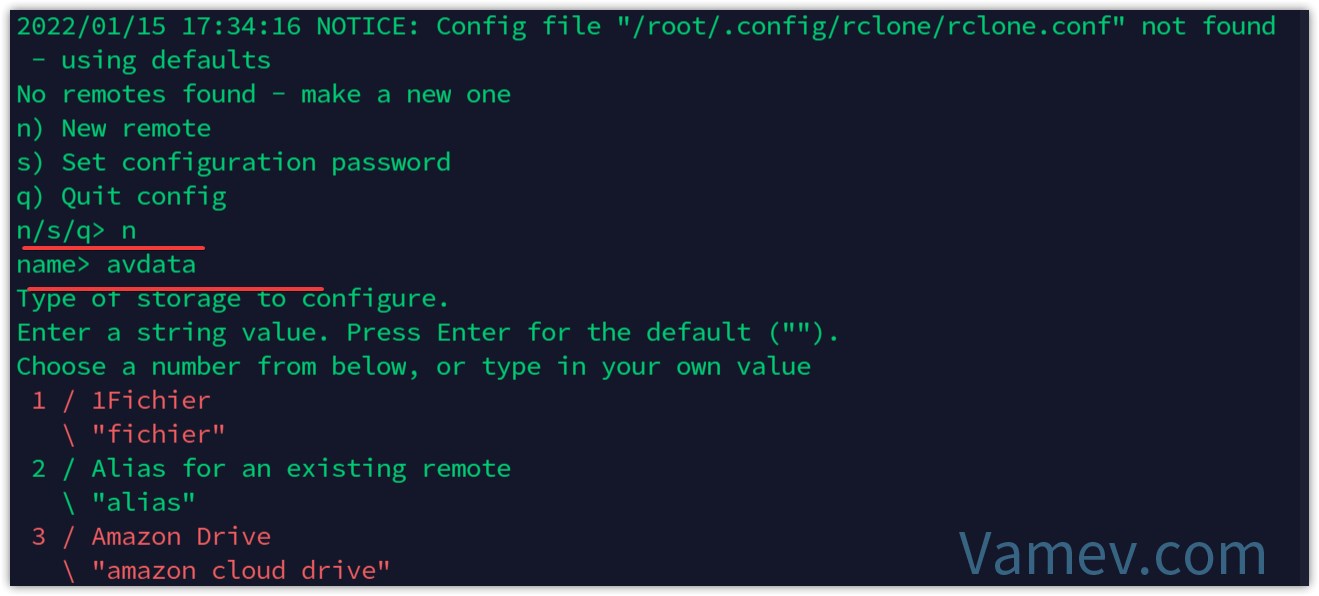 2022/01/15 17:34:16 NOTICE: Config file "/root/.config/rclone/rclone.conf" not found
 - using defaults
No remotes found - make a new one
n) New remote
s) Set configuration password
q) Quit config
n/s/q> n
name> avdata
Type of storage to configure.
Enter a string value. Press Enter for the default ("").
Choose a number from below, or type in your own value
 1 / 1Fichier
   \ "fichier"
 2 / Alias for an existing remote
   \ "alias"
 3 / Amazon Drive
   \ "amazon cloud drive"
Vamev.com